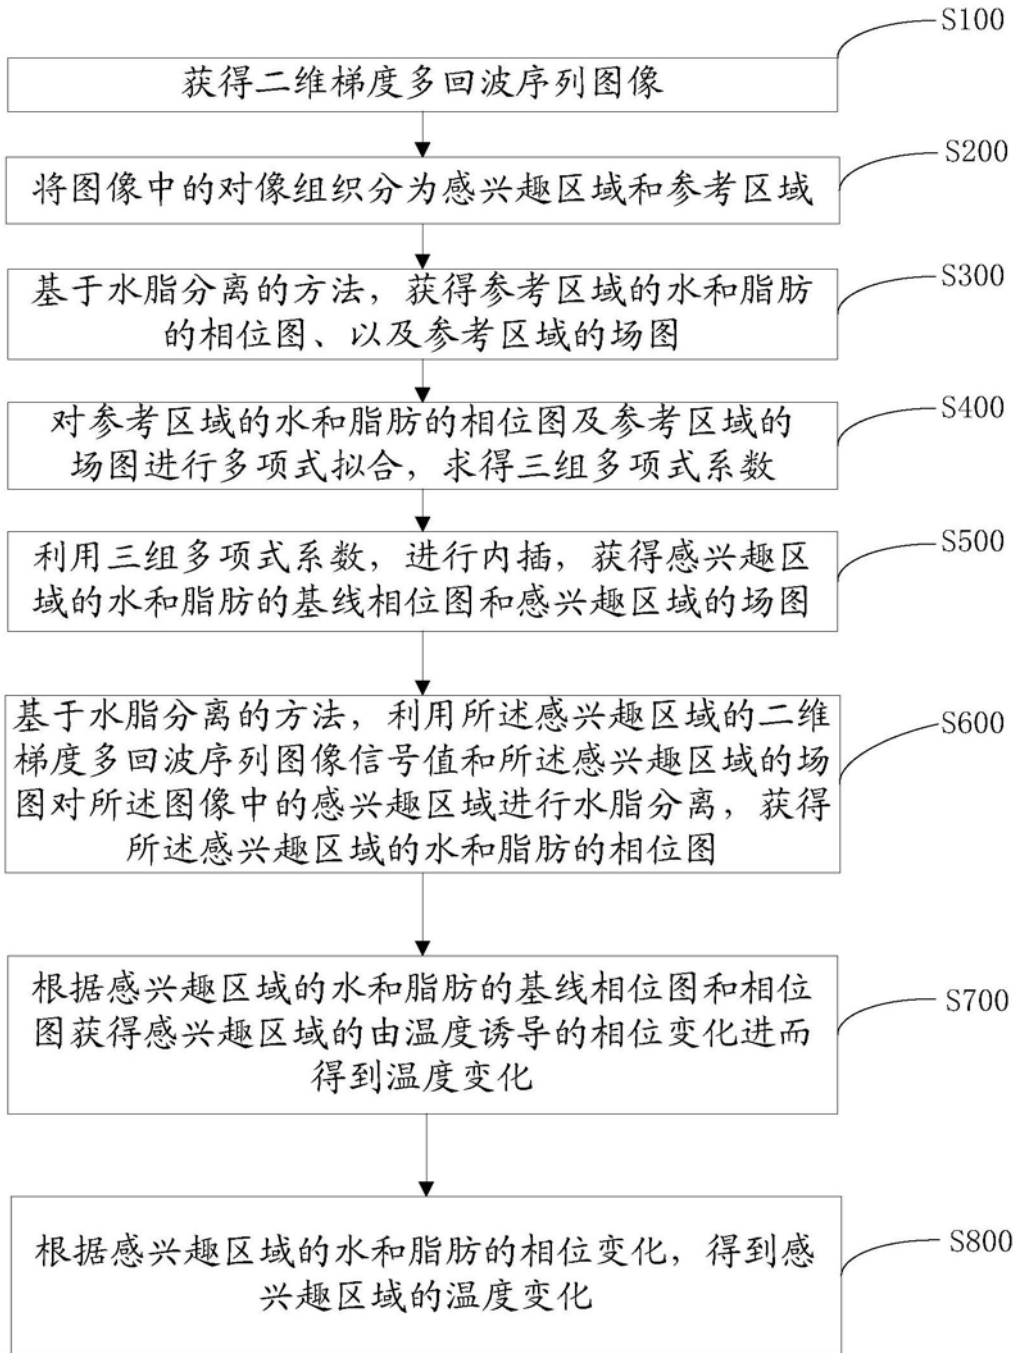 S100
获得二维梯度多回波序列图像
S200
将图像中的对像组织分为感兴趣区域和参考区域
S300
基于水脂分离的方法，获得参考区域的水和脂肪
的相位图、以及参考区域的场图
S400
对参考区域的水和脂肪的相位图及参考区域的
场图进行多项式拟合，求得三组多项式系数
S500
利用三组多项式系数，进行内插，获得感兴趣区
域的水和脂肪的基线相位图和感兴趣区域的场图
S600
基于水脂分离的方法，利用所述感兴趣区域的二维
梯度多回波序列图像信号值和所述感兴趣区域的场
图对所述图像中的感兴趣区域进行水脂分离，获得
所述感兴趣区域的水和脂肪的相位图
S700
根据感兴趣区域的水和脂肪的基线相位图和相位
图获得感兴趣区域的由温度诱导的相位变化进而
得到温度变化
S800
根据感兴趣区域的水和脂肪的相位变化，得到感
兴趣区域的温度变化